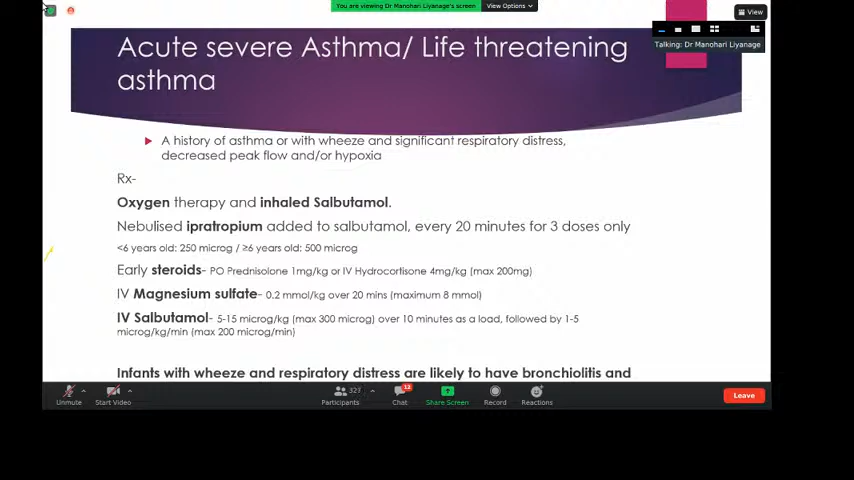 You are viewing Dr Manohari Liyanage's screen
View Options
View
Talking: Dr Manohari Liyanage
Acute severe Asthma/ Life threatening
asthma
A history of asthma or with wheeze and significant respiratory distress,
decreased peak flow and/or hypoxia
Rx-
Oxygen therapy and inhaled Salbutamol.
Nebulised ipratropium added to salbutamol, every 20 minutes for 3 doses only
<6 years old: 250 microg / ≥6 years old: 500 microg
Early steroids- PO Prednisolone 1mg/kg or IV Hydrocortisone 4mg/kg (max 200mg)
IV Magnesium sulfate- 0.2 mmol/kg over 20 mins (maximum 8 mmol)
IV Salbutamol- 5-15 microg/kg (max 300 microg) over 10 minutes as a load, followed by 1-5
microg/kg/min (max 200 microg/min)
Infants with wheeze and respiratory distress are likely to have bronchiolitis and
Unmute
Start Video
Participants
323
Chat
12
Share Screen
Record
Reactions
Leave